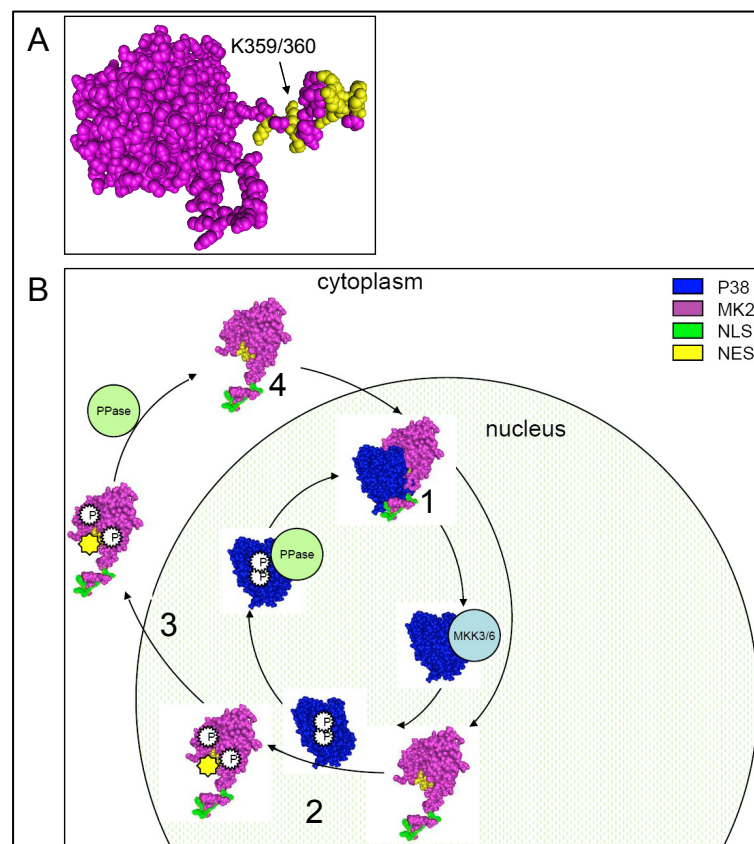 A
K359/360
B
cytoplasm
P38
MK2
NLS
NES
PPase
4
nucleus
1
P
P
PPase
P
P
3
MKK3/6
P
P
P
P
2